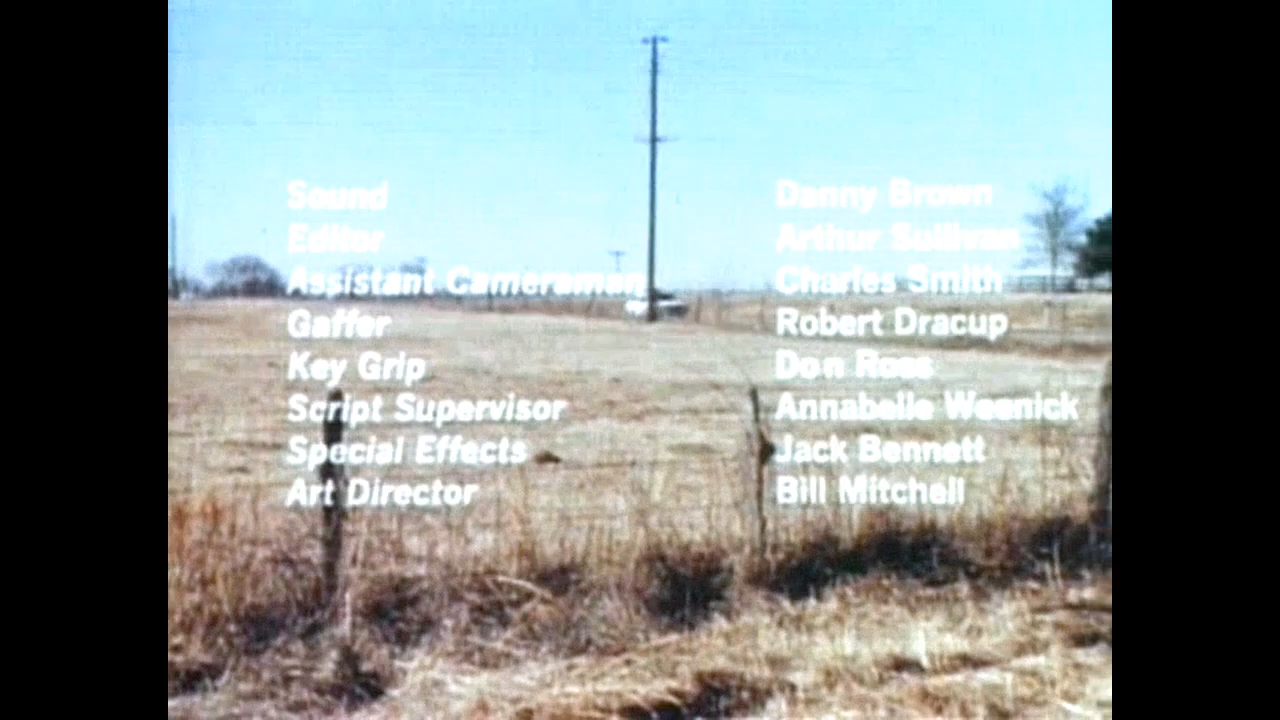 Sound Danny Brown
Editor Arthur Sullivan
Assistant Cameraman Charles Smith
Gaffer Robert Dracup
Key Grip Don Ross
Script Supervisor Annabelle Weenick
Special Effects Jack Bennett
Art Director Bill Mitchell